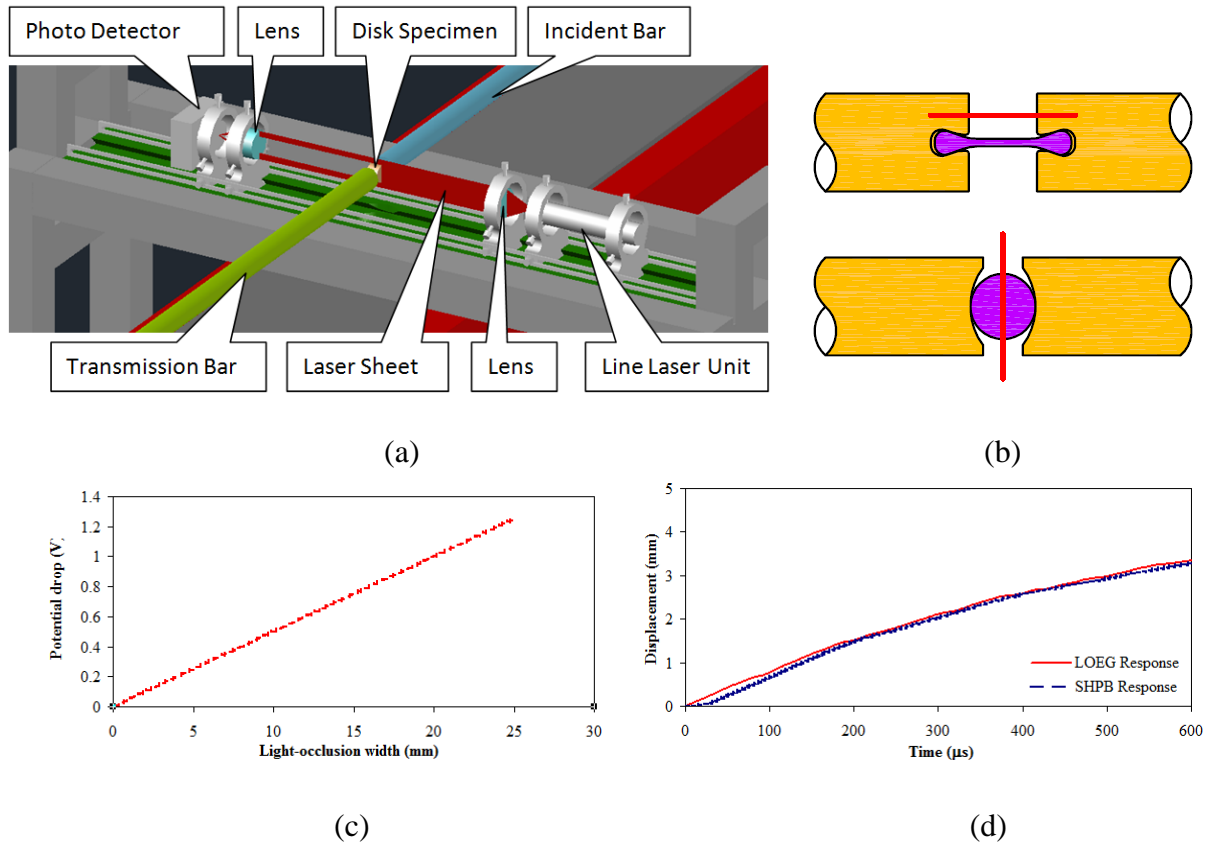 Photo Detector
Lens
Disk Specimen
Incident Bar
Transmission Bar
Laser Sheet
Lens
Line Laser Unit
(a)
(b)
1.4
1.2
1
0.8
0.6
0.4
0.2
0
Potential drop (V)
0 5 10 15 20 25 30
Light-occlusion width (mm)
5
4
3
2
1
0
Displacement (mm)
LOEG Response
SHPB Response
0 100 200 300 400 500 600
Time (μs)
(c)
(d)